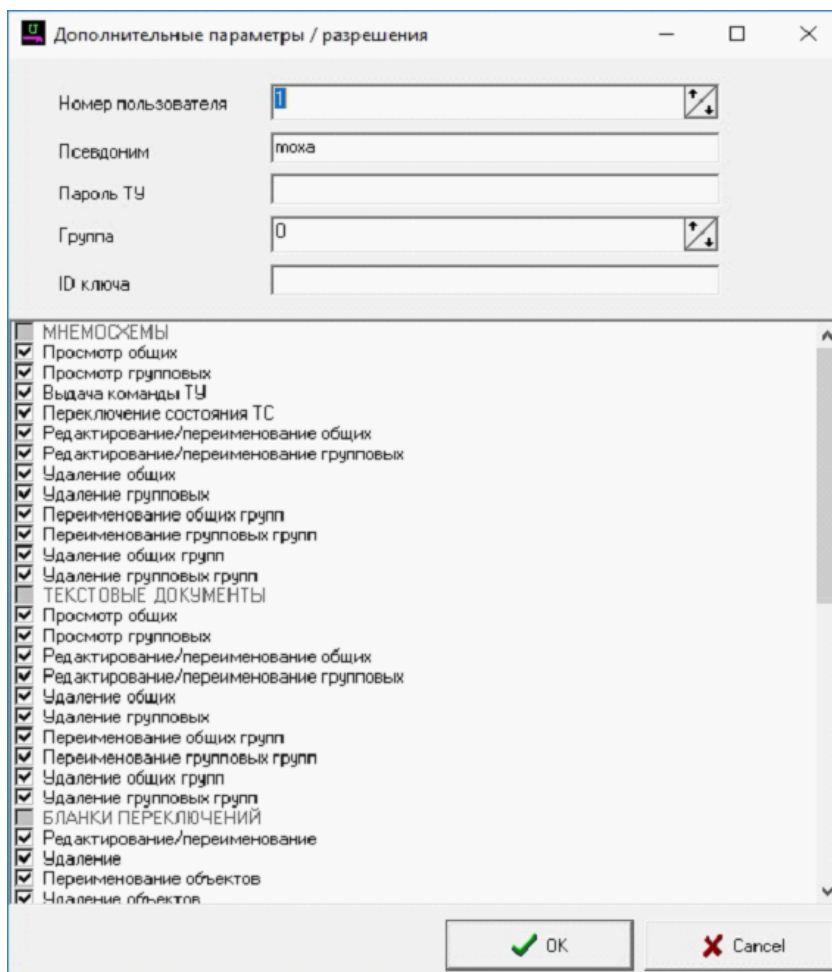 Дополнительные параметры / разрешения
Номер пользователя 1
Псевдоним moxa
Пароль ТУ
Группа 0
ID ключа
МНЕМОСХЕМЫ
Просмотр общих
Просмотр групповых
Выдача команды ТУ
Переключение состояния ТС
Редактирование/переименование общих
Редактирование/переименование групповых
Удаление общих
Удаление групповых
Переименование общих групп
Переименование групповых групп
Удаление общих групп
Удаление групповых групп
ТЕКСТОВЫЕ ДОКУМЕНТЫ
Просмотр общих
Просмотр групповых
Редактирование/переименование общих
Редактирование/переименование групповых
Удаление общих
Удаление групповых
Переименование общих групп
Переименование групповых групп
Удаление общих групп
Удаление групповых групп
БЛАНКИ ПЕРЕКЛЮЧЕНИЙ
Редактирование/переименование
Удаление
Переименование объектов
Удаление объектов
OK Cancel